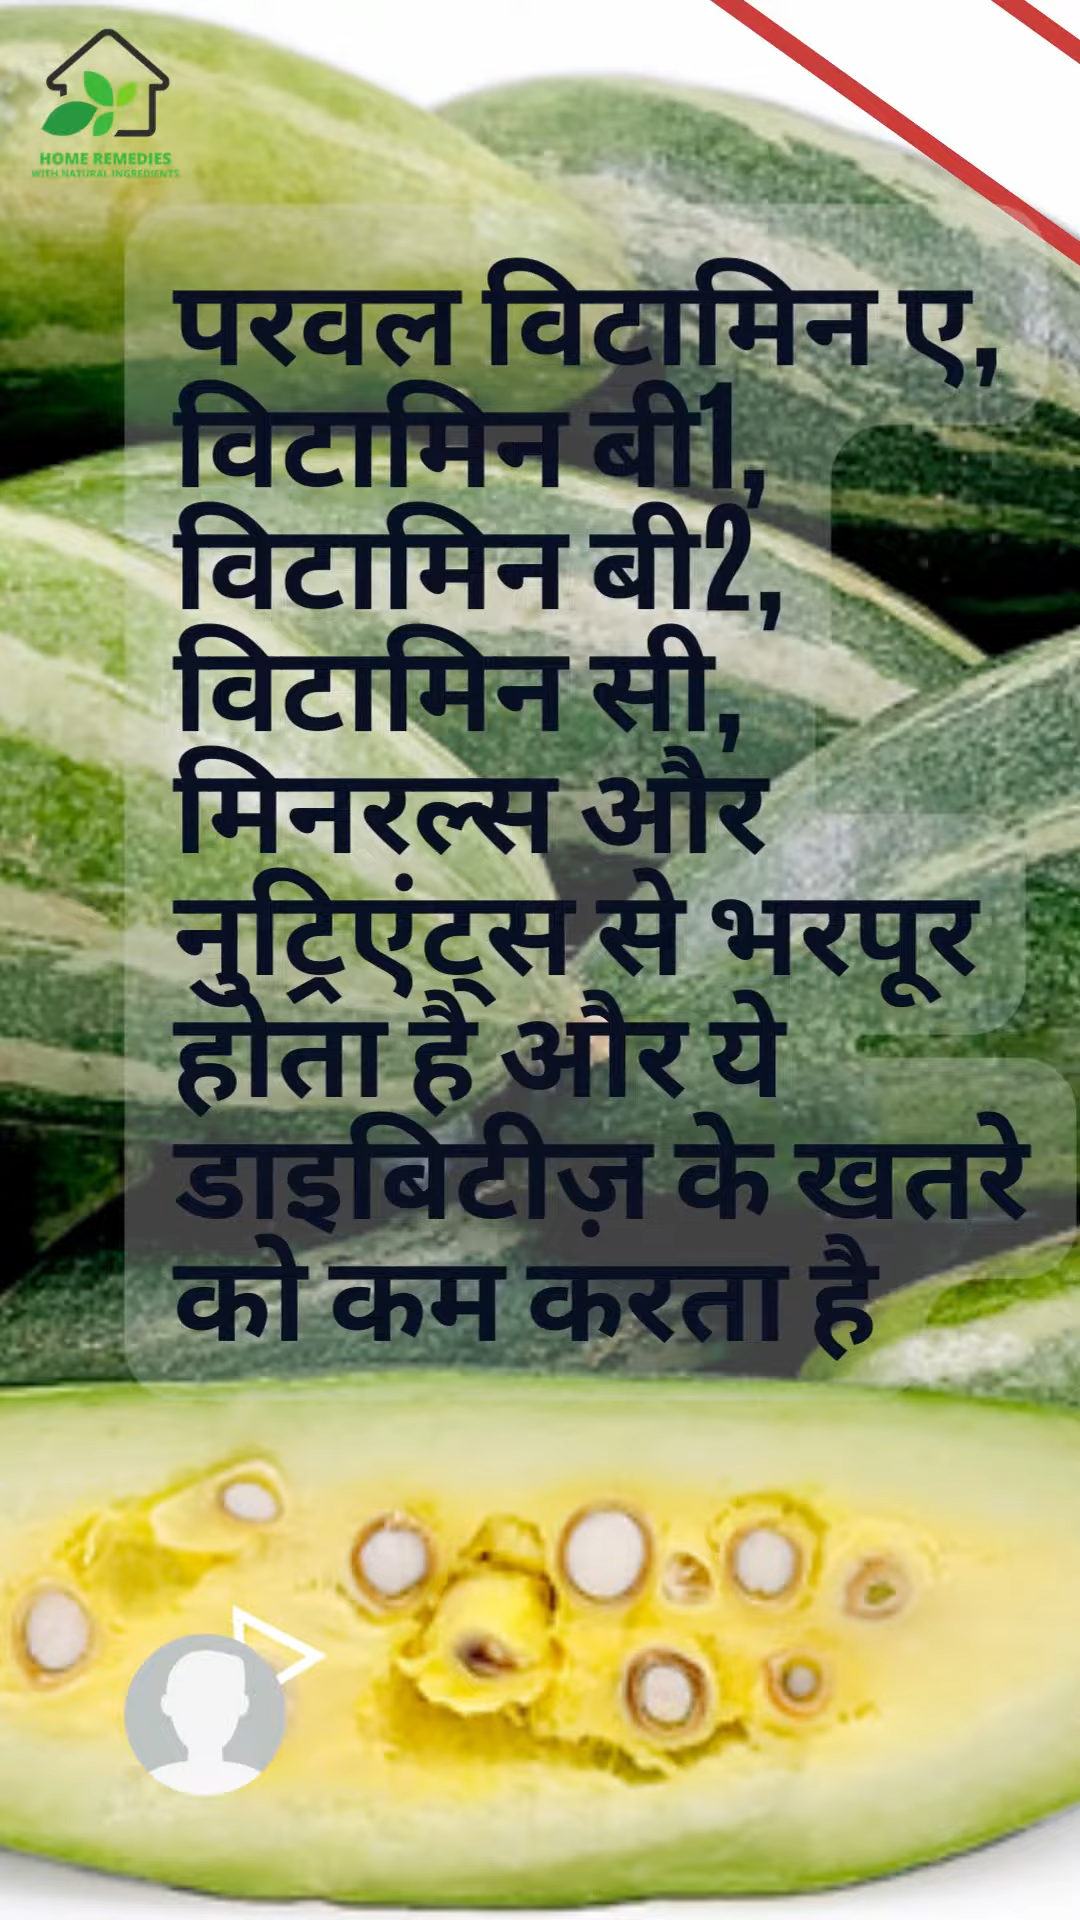 HOME REMEDIES
WITH NATURAL INGREDIENTS
परवल विटामिन ए,
विटामिन बी1,
विटामिन बी2,
विटामिन सी,
मिनरल्स और
नुट्रिएंट्स से भरपूर
होता है और ये
डाइबिटीज़ के खतरे
को कम करता है